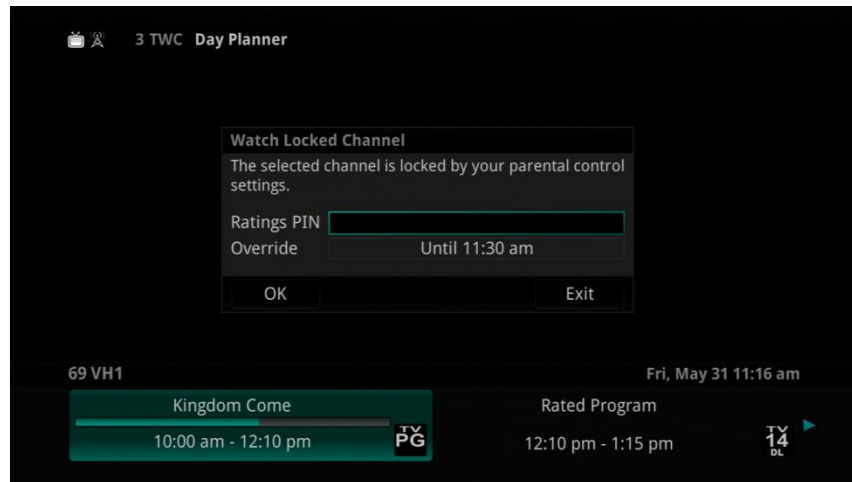 3 TWC Day Planner
Watch Locked Channel
The selected channel is locked by your parental control
settings.
Ratings PIN
Override Until 11:30 am
OK Exit
69 VH1 Fri, May 31 11:16 am
Kingdom Come Rated Program
10:00 am - 12:10 pm TV PG 12:10 pm - 1:15 pm TV 14 DL